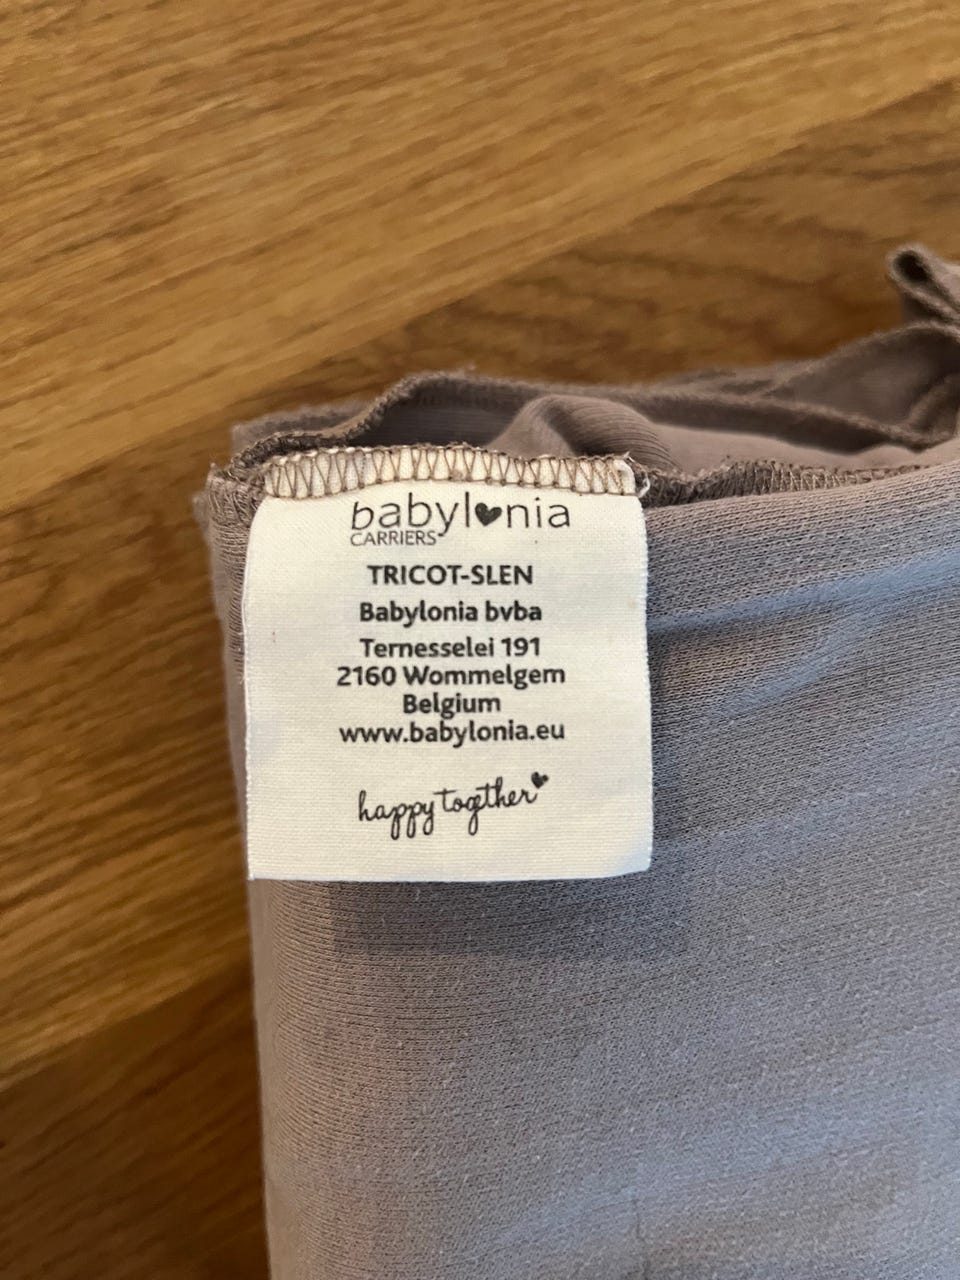 babylonia
CARRIERS
TRICOT-SLEN
Babylonia bvba
Ternesselei 191
2160 Wommelgem
Belgium
www.babylonia.eu
happy together